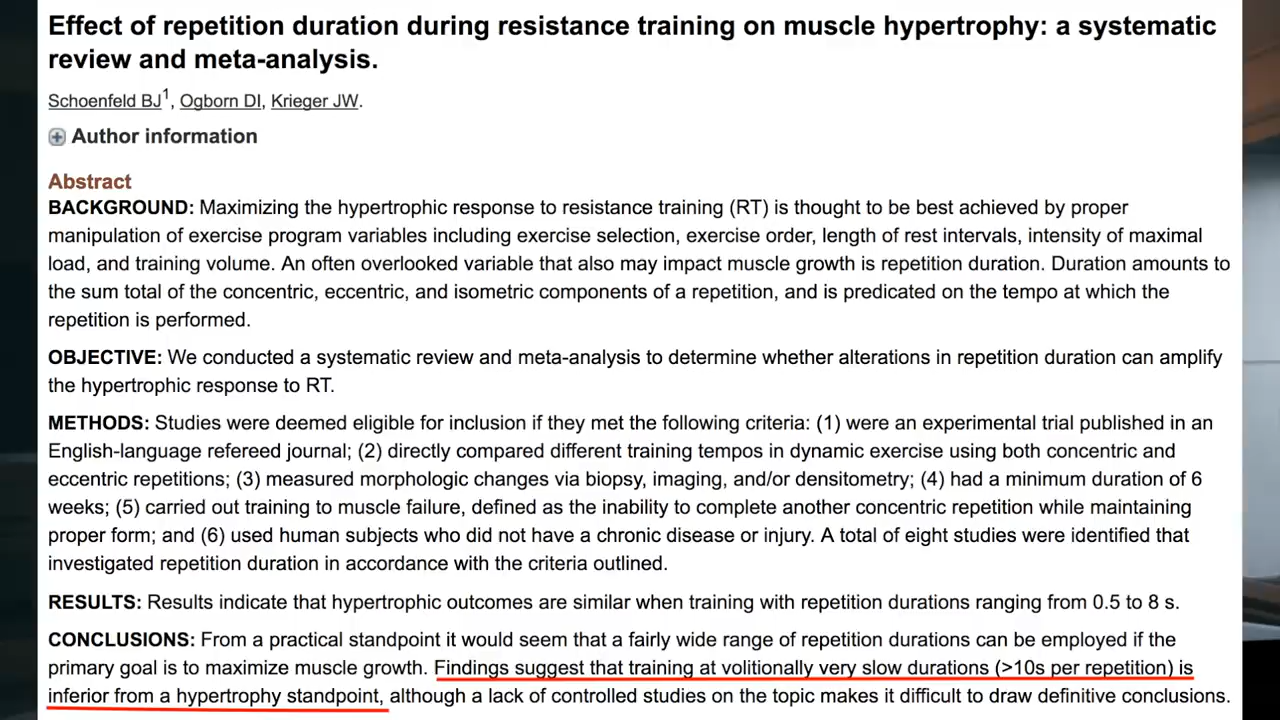 Effect of repetition duration during resistance training on muscle hypertrophy: a systematic
review and meta-analysis.
Schoenfeld BJ1, Ogborn DI, Krieger JW.
Author information
Abstract
BACKGROUND: Maximizing the hypertrophic response to resistance training (RT) is thought to be best achieved by proper
manipulation of exercise program variables including exercise selection, exercise order, length of rest intervals, intensity of maximal
load, and training volume. An often overlooked variable that also may impact muscle growth is repetition duration. Duration amounts to
the sum total of the concentric, eccentric, and isometric components of a repetition, and is predicated on the tempo at which the
repetition is performed.
OBJECTIVE: We conducted a systematic review and meta-analysis to determine whether alterations in repetition duration can amplify
the hypertrophic response to RT.
METHODS: Studies were deemed eligible for inclusion if they met the following criteria: (1) were an experimental trial published in an
English-language refereed journal; (2) directly compared different training tempos in dynamic exercise using both concentric and
eccentric repetitions; (3) measured morphologic changes via biopsy, imaging, and/or densitometry; (4) had a minimum duration of 6
weeks; (5) carried out training to muscle failure, defined as the inability to complete another concentric repetition while maintaining
proper form; and (6) used human subjects who did not have a chronic disease or injury. A total of eight studies were identified that
investigated repetition duration in accordance with the criteria outlined.
RESULTS: Results indicate that hypertrophic outcomes are similar when training with repetition durations ranging from 0.5 to 8 s.
CONCLUSIONS: From a practical standpoint it would seem that a fairly wide range of repetition durations can be employed if the
primary goal is to maximize muscle growth. Findings suggest that training at volitionally very slow durations (>10s per repetition) is
inferior from a hypertrophy standpoint, although a lack of controlled studies on the topic makes it difficult to draw definitive conclusions.